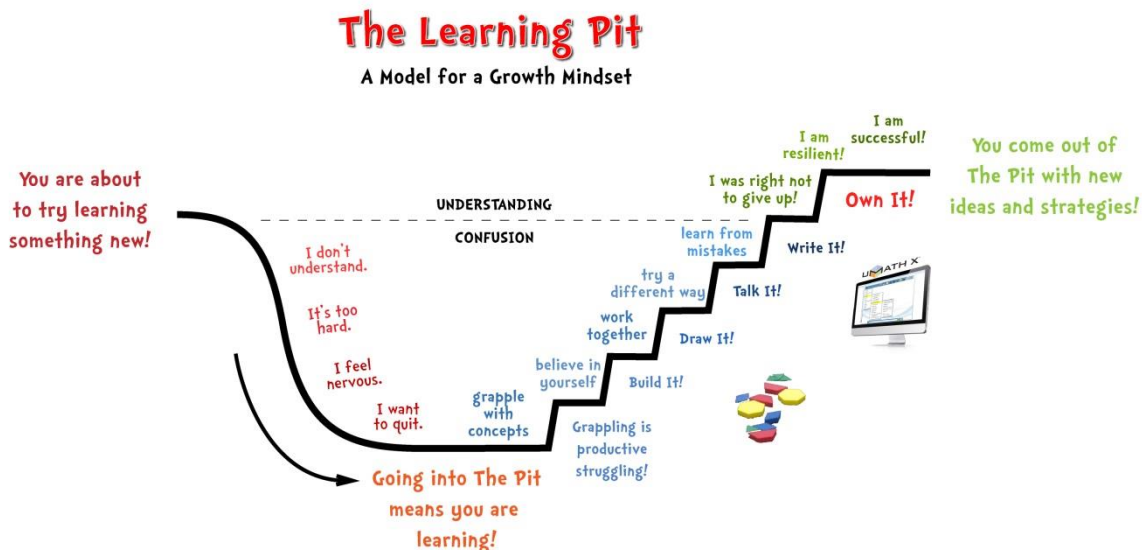 The Learning Pit
A Model for a Growth Mindset
You are about
to try learning
something new!
UNDERSTANDING
CONFUSION
I don't
understand.
It's too
hard.
I feel
nervous.
I want
to quit.
Going into The Pit
means you are
learning!
grapple
with
concepts
Grappling is
productive
struggling!
believe in
yourself
Build It!
work
together
Draw It!
try a
different way
Talk It!
learn from
mistakes
Write It!
I was right not
to give up!
Own It!
I am
resilient!
I am
successful!
You come out of
The Pit with new
ideas and strategies!
UMATH X